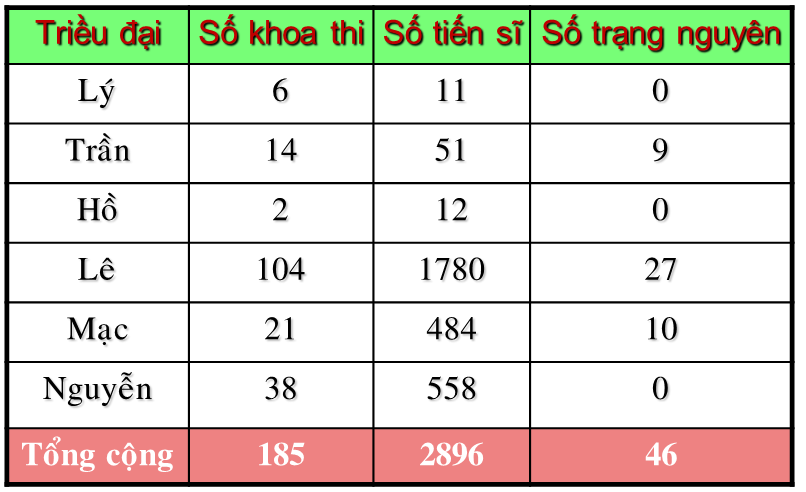 Triều đại Số khoa thi Số tiến sĩ Số trạng nguyên
Lý 6 11 0
Trần 14 51 9
Hồ 2 12 0
Lê 104 1780 27
Mạc 21 484 10
Nguyễn 38 558 0
Tổng cộng 185 2896 46